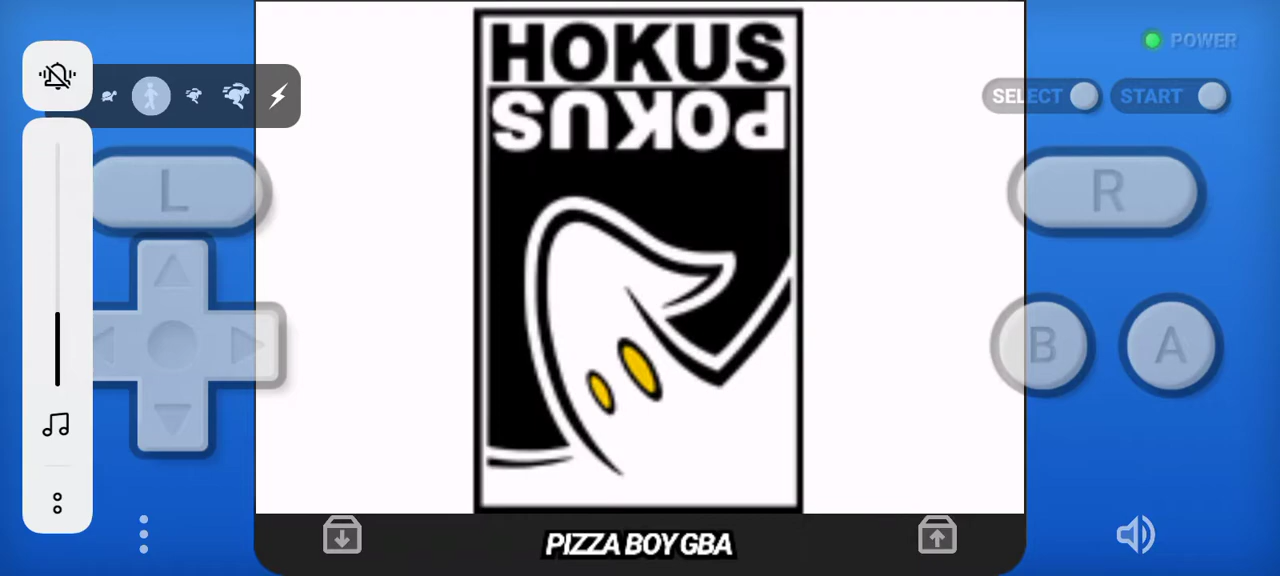 HOKUS
POKUS
POWER
SELECT
START
L
R
B
A
PIZZA BOY GBA